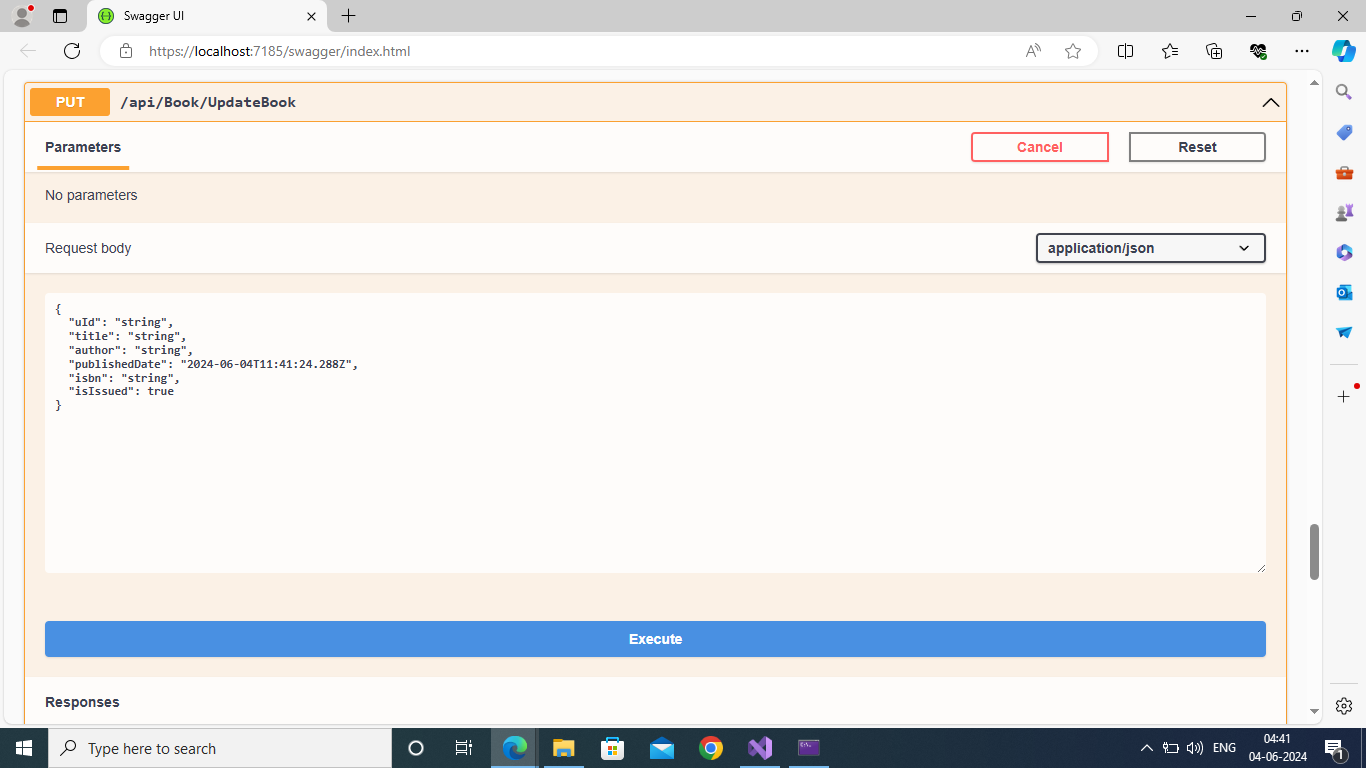 Swagger UI
https://localhost:7185/swagger/index.html
PUT /api/Book/UpdateBook
Parameters
Cancel
Reset
No parameters
Request body
application/json
{
"uId": "string",
"title": "string",
"author": "string",
"publishedDate": "2024-06-04T11:41:24.288Z",
"isbn": "string",
"isIssued": true
}
Execute
Responses
Type here to search
ENG
04:41
04-06-2024
1